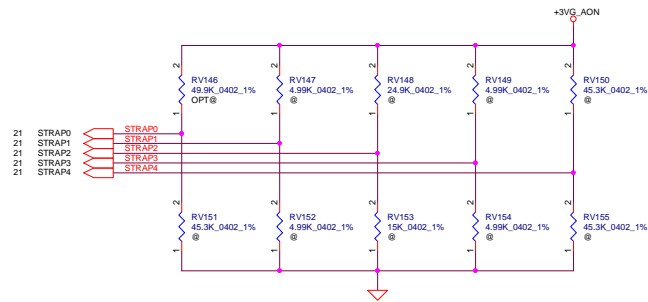 +3VG_AON
2 RV146 2 RV147 2 RV148 2 RV149 2 RV150
49.9K_0402_1% 4.99K_0402_1% 24.9K_0402_1% 4.99K_0402_1% 45.3K_0402_1%
1 OPT@ 1 @ 1 @ 1 @ 1 @
21 STRAP0 STRAP0
21 STRAP1 STRAP1
21 STRAP2 STRAP2
21 STRAP3 STRAP3
21 STRAP4 STRAP4
2 RV151 2 RV152 2 RV153 2 RV154 2 RV155
45.3K_0402_1% 4.99K_0402_1% 15K_0402_1% 4.99K_0402_1% 45.3K_0402_1%
1 @ 1 @ 1 @ 1 @ 1 @